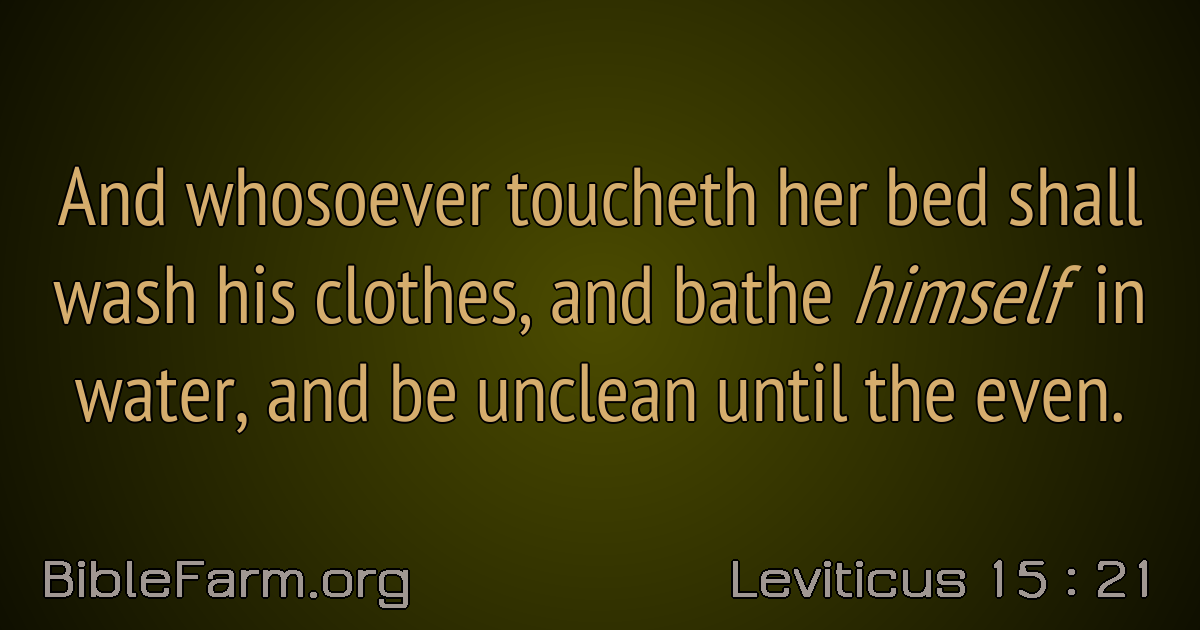 And whosoever toucheth her bed shall
wash his clothes, and bathe himself in
water, and be unclean until the even.
BibleFarm.org
Leviticus 15 : 21